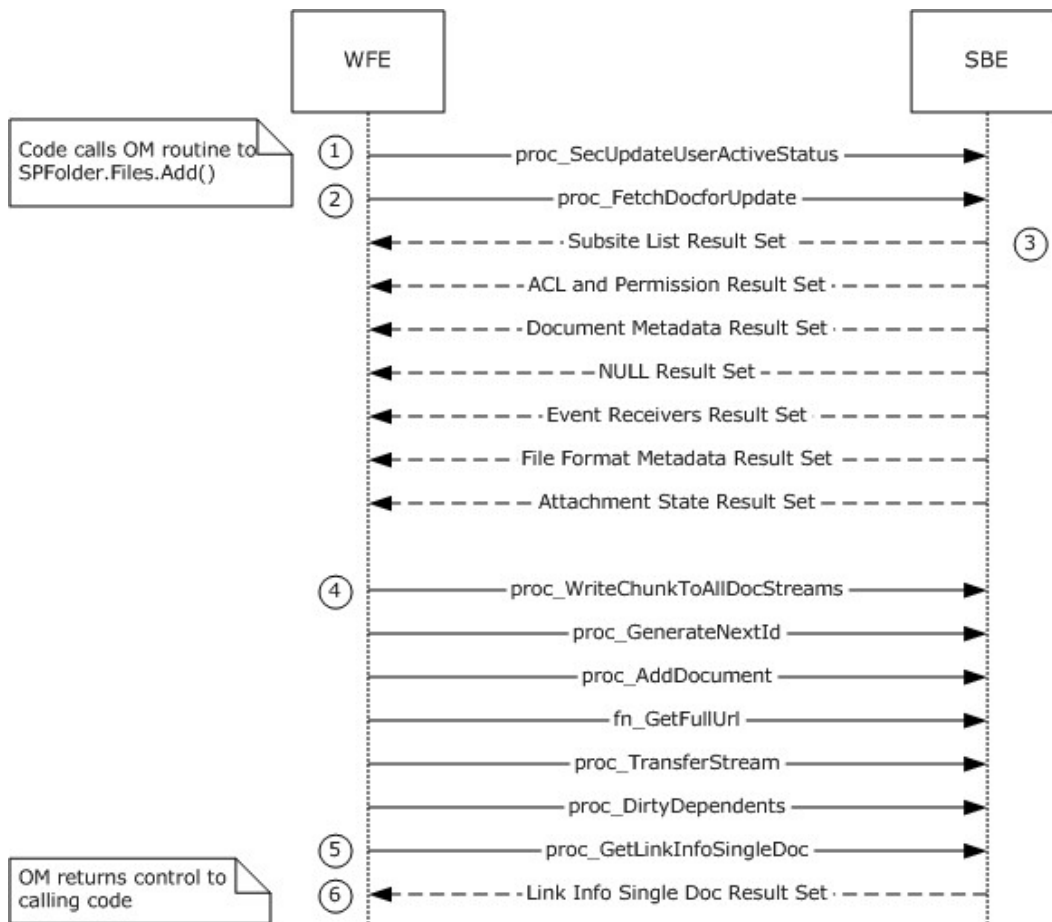 WFE
SBE
Code calls OM routine to
SPFolder.Files.Add()
1
proc_SecUpdateUserActiveStatus
2
proc_FetchDocforUpdate
Subsite List Result Set
3
ACL and Permission Result Set
Document Metadata Result Set
NULL Result Set
Event Receivers Result Set
File Format Metadata Result Set
Attachment State Result Set
4
proc_WriteChunkToAllDocStreams
proc_GenerateNextId
proc_AddDocument
fn_GetFullUrl
proc_TransferStream
proc_DirtyDependents
5
proc_GetLinkInfoSingleDoc
OM returns control to
calling code
6
Link Info Single Doc Result Set